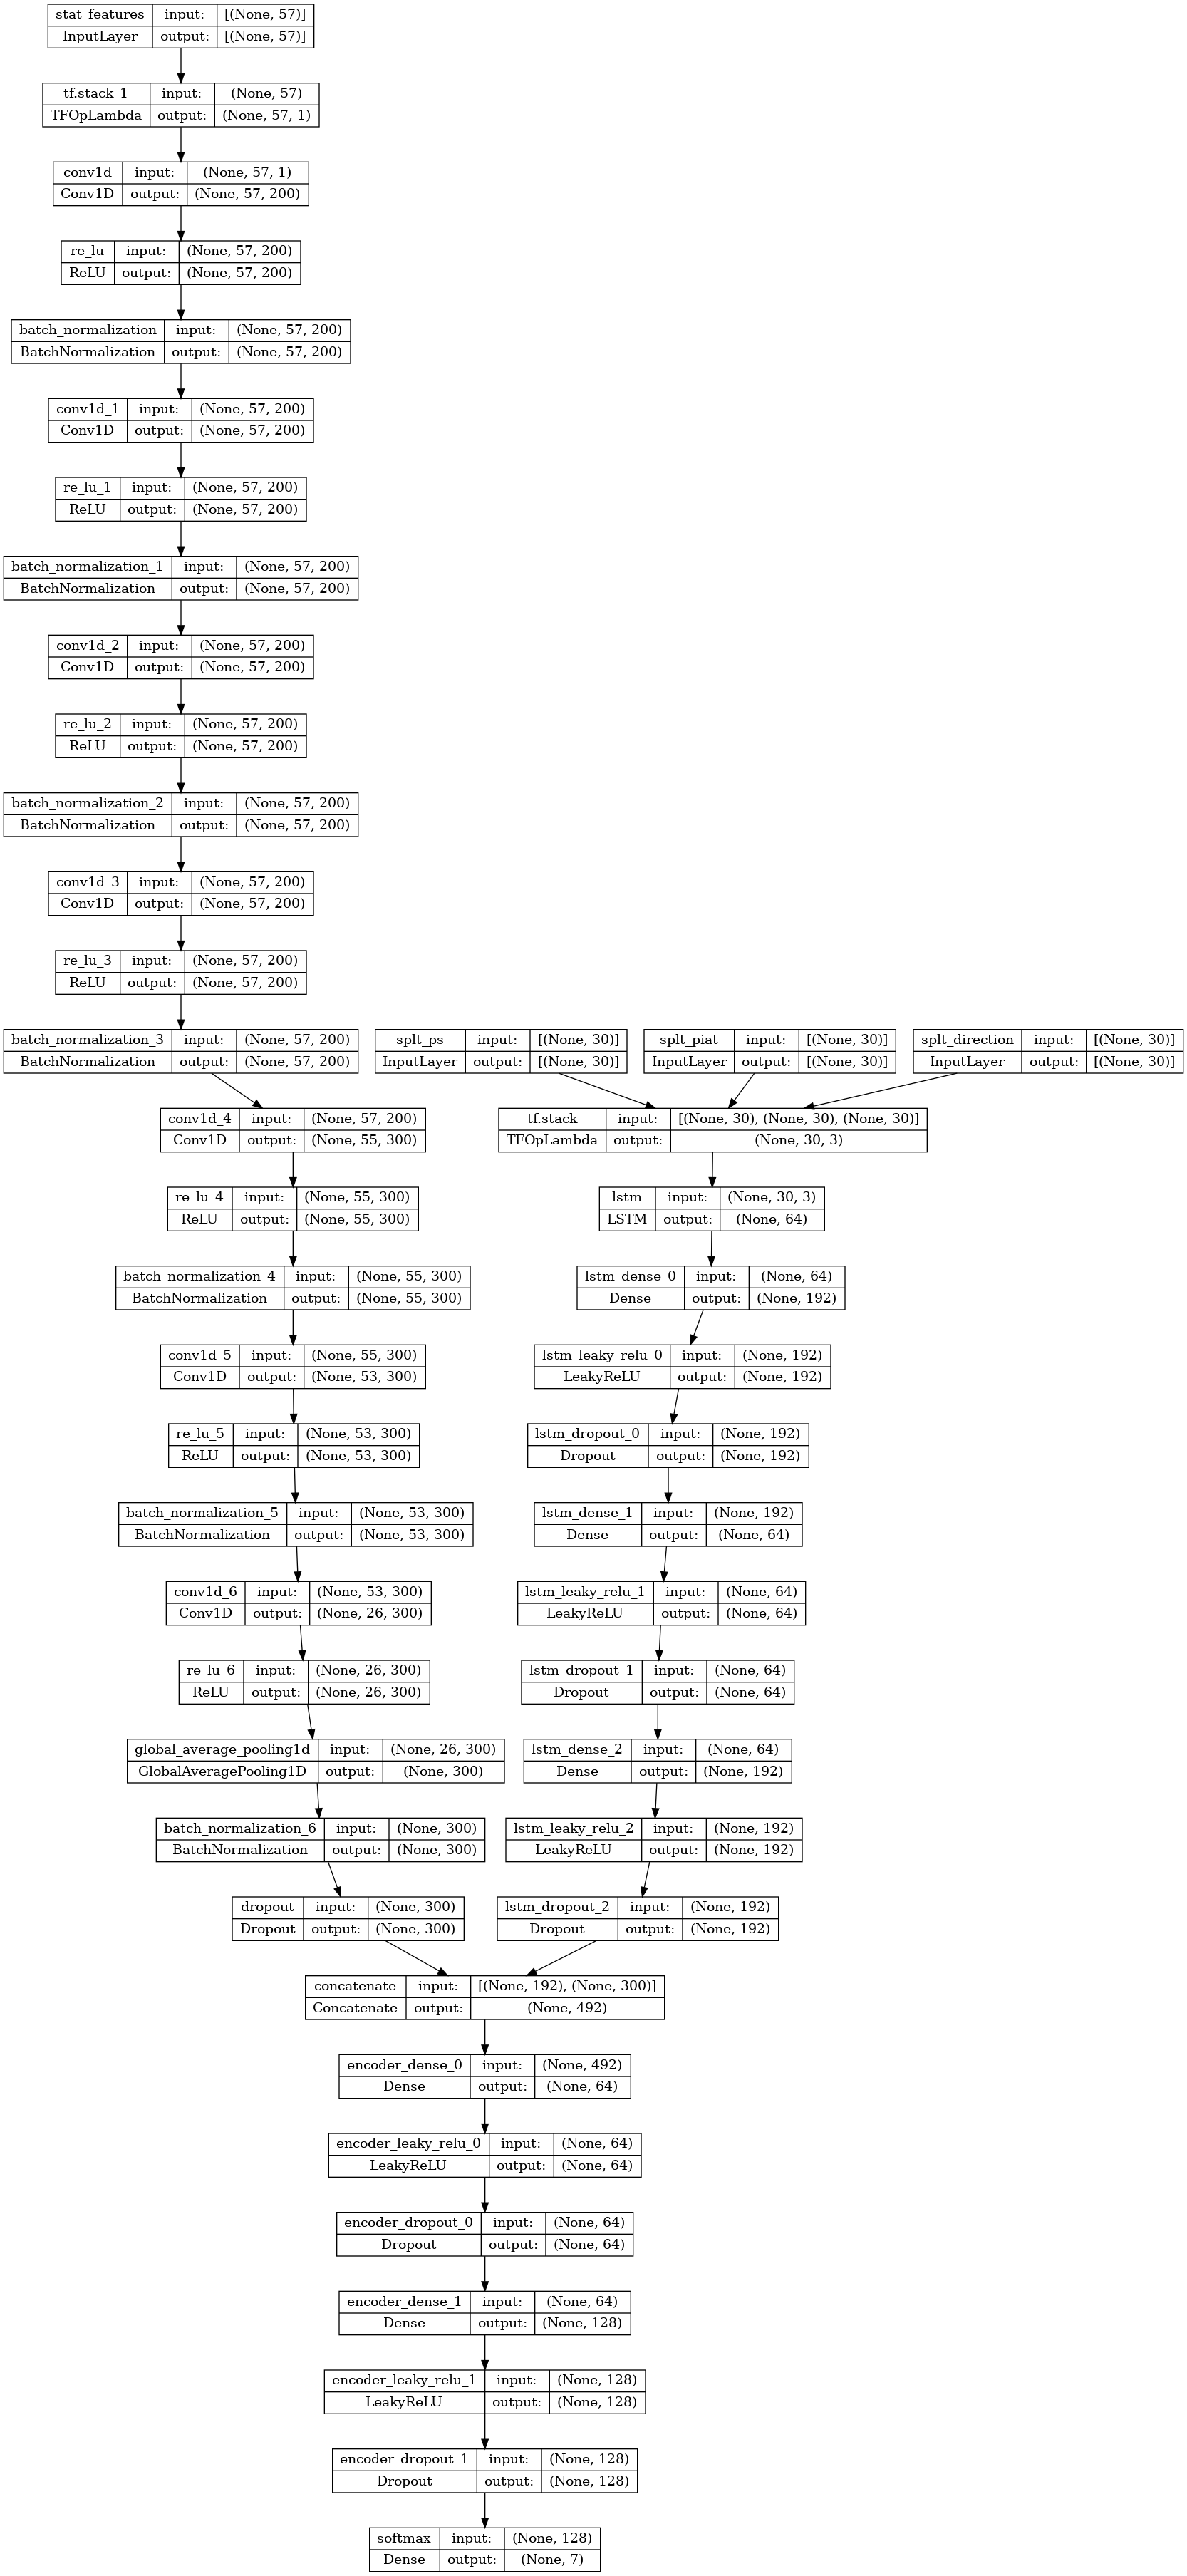 stat_features input: [(None, 57)]
InputLayer output: [(None, 57)]
tf.stack_1 input: (None, 57)
TFOpLambda output: (None, 57, 1)
conv1d input: (None, 57, 1)
Conv1D output: (None, 57, 200)
re_lu input: (None, 57, 200)
ReLU output: (None, 57, 200)
batch_normalization input: (None, 57, 200)
BatchNormalization output: (None, 57, 200)
conv1d_1 input: (None, 57, 200)
Conv1D output: (None, 57, 200)
re_lu_1 input: (None, 57, 200)
ReLU output: (None, 57, 200)
batch_normalization_1 input: (None, 57, 200)
BatchNormalization output: (None, 57, 200)
conv1d_2 input: (None, 57, 200)
Conv1D output: (None, 57, 200)
re_lu_2 input: (None, 57, 200)
ReLU output: (None, 57, 200)
batch_normalization_2 input: (None, 57, 200)
BatchNormalization output: (None, 57, 200)
conv1d_3 input: (None, 57, 200)
Conv1D output: (None, 57, 200)
re_lu_3 input: (None, 57, 200)
ReLU output: (None, 57, 200)
batch_normalization_3 input: (None, 57, 200)
BatchNormalization output: (None, 57, 200)
splt_ps input: [(None, 30)]
InputLayer output: [(None, 30)]
splt_piat input: [(None, 30)]
InputLayer output: [(None, 30)]
splt_direction input: [(None, 30)]
InputLayer output: [(None, 30)]
conv1d_4 input: (None, 57, 200)
Conv1D output: (None, 55, 300)
tf.stack input: [(None, 30), (None, 30), (None, 30)]
TFOpLambda output: (None, 30, 3)
re_lu_4 input: (None, 55, 300)
ReLU output: (None, 55, 300)
lstm input: (None, 30, 3)
LSTM output: (None, 64)
batch_normalization_4 input: (None, 55, 300)
BatchNormalization output: (None, 55, 300)
lstm_dense_0 input: (None, 64)
Dense output: (None, 192)
conv1d_5 input: (None, 55, 300)
Conv1D output: (None, 53, 300)
lstm_leaky_relu_0 input: (None, 192)
LeakyReLU output: (None, 192)
re_lu_5 input: (None, 53, 300)
ReLU output: (None, 53, 300)
lstm_dropout_0 input: (None, 192)
Dropout output: (None, 192)
batch_normalization_5 input: (None, 53, 300)
BatchNormalization output: (None, 53, 300)
lstm_dense_1 input: (None, 192)
Dense output: (None, 64)
conv1d_6 input: (None, 53, 300)
Conv1D output: (None, 26, 300)
lstm_leaky_relu_1 input: (None, 64)
LeakyReLU output: (None, 64)
re_lu_6 input: (None, 26, 300)
ReLU output: (None, 26, 300)
lstm_dropout_1 input: (None, 64)
Dropout output: (None, 64)
global_average_pooling1d input: (None, 26, 300)
GlobalAveragePooling1D output: (None, 300)
lstm_dense_2 input: (None, 64)
Dense output: (None, 192)
batch_normalization_6 input: (None, 300)
BatchNormalization output: (None, 300)
lstm_leaky_relu_2 input: (None, 192)
LeakyReLU output: (None, 192)
dropout input: (None, 300)
Dropout output: (None, 300)
lstm_dropout_2 input: (None, 192)
Dropout output: (None, 192)
concatenate input: [(None, 192), (None, 300)]
Concatenate output: (None, 492)
encoder_dense_0 input: (None, 492)
Dense output: (None, 64)
encoder_leaky_relu_0 input: (None, 64)
LeakyReLU output: (None, 64)
encoder_dropout_0 input: (None, 64)
Dropout output: (None, 64)
encoder_dense_1 input: (None, 64)
Dense output: (None, 128)
encoder_leaky_relu_1 input: (None, 128)
LeakyReLU output: (None, 128)
encoder_dropout_1 input: (None, 128)
Dropout output: (None, 128)
softmax input: (None, 128)
Dense output: (None, 7)